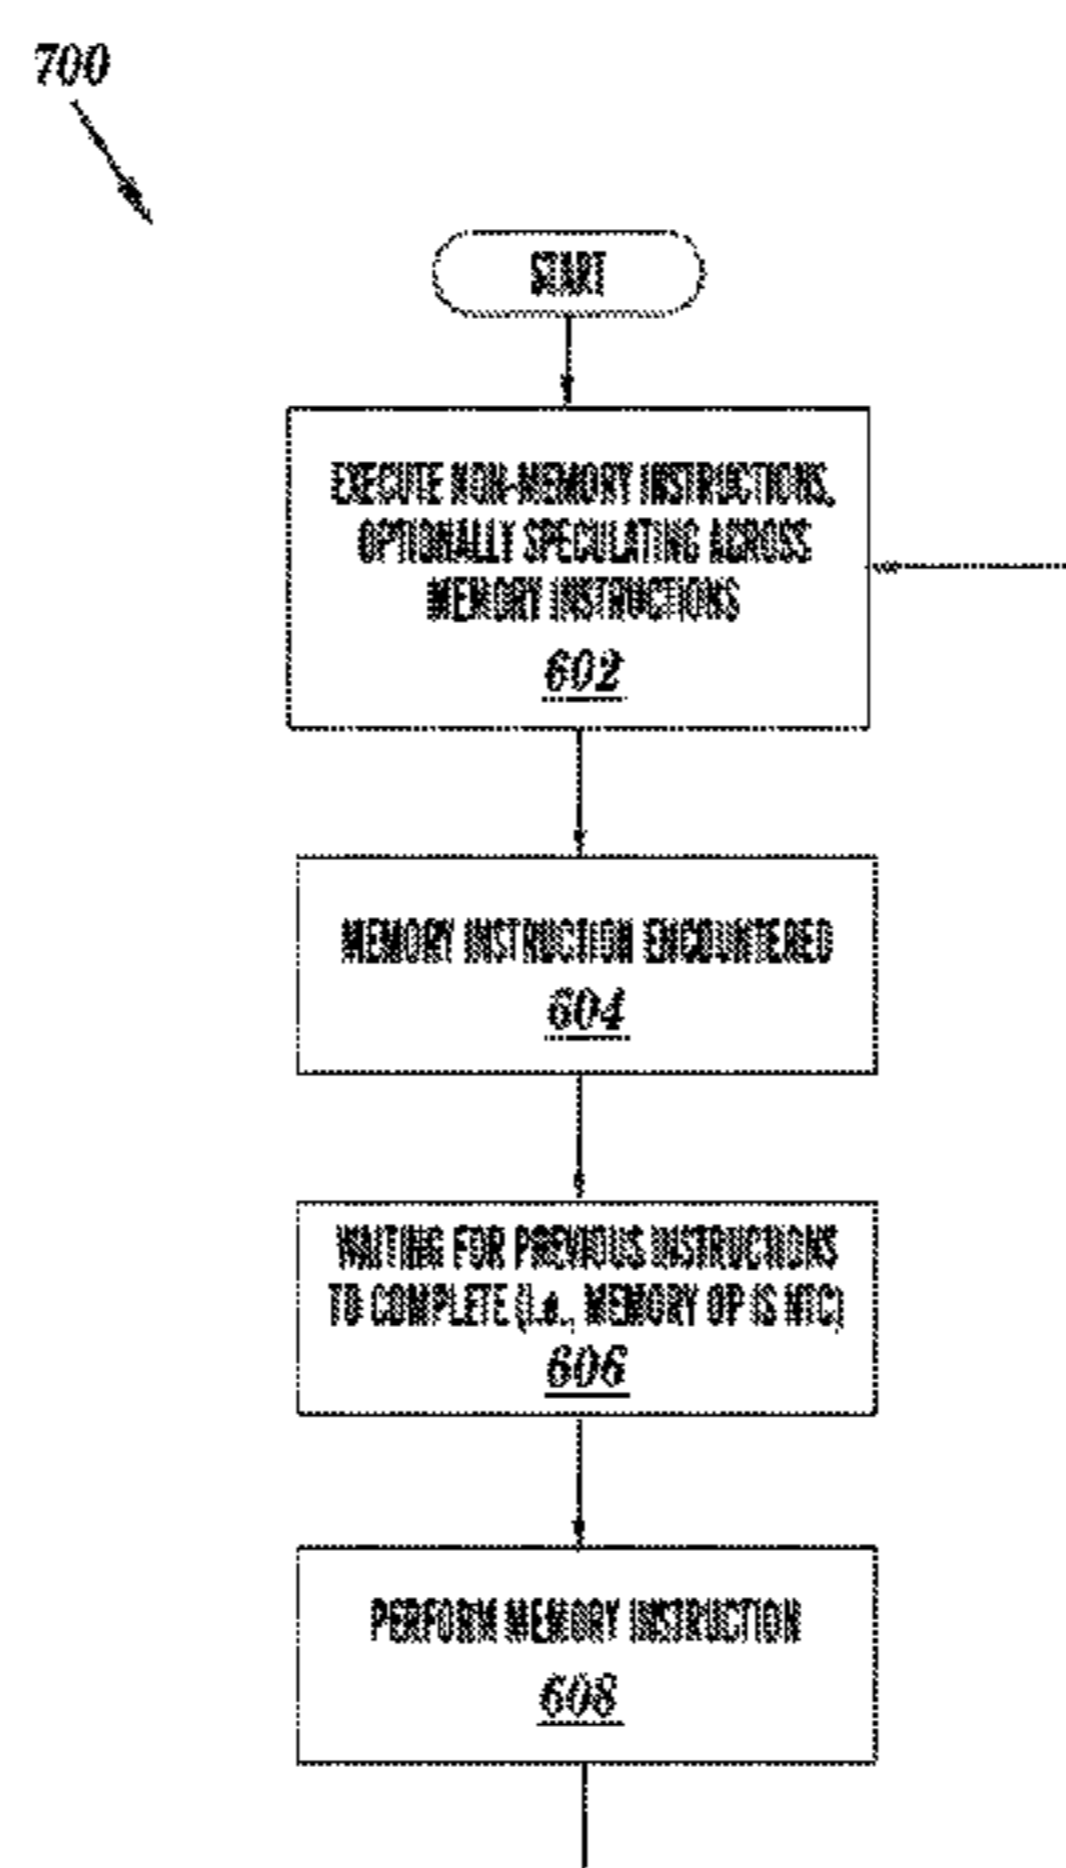 700
START
EXECUTE NON-MEMORY INSTRUCTIONS,
OPTIONALLY SPECULATING ACROSS
MEMORY INSTRUCTIONS
602
MEMORY INSTRUCTION ENCOUNTERED
604
WAITING FOR PREVIOUS INSTRUCTIONS
TO COMPLETE (i.e., MEMORY OP IS NTC)
606
PERFORM MEMORY INSTRUCTION
608